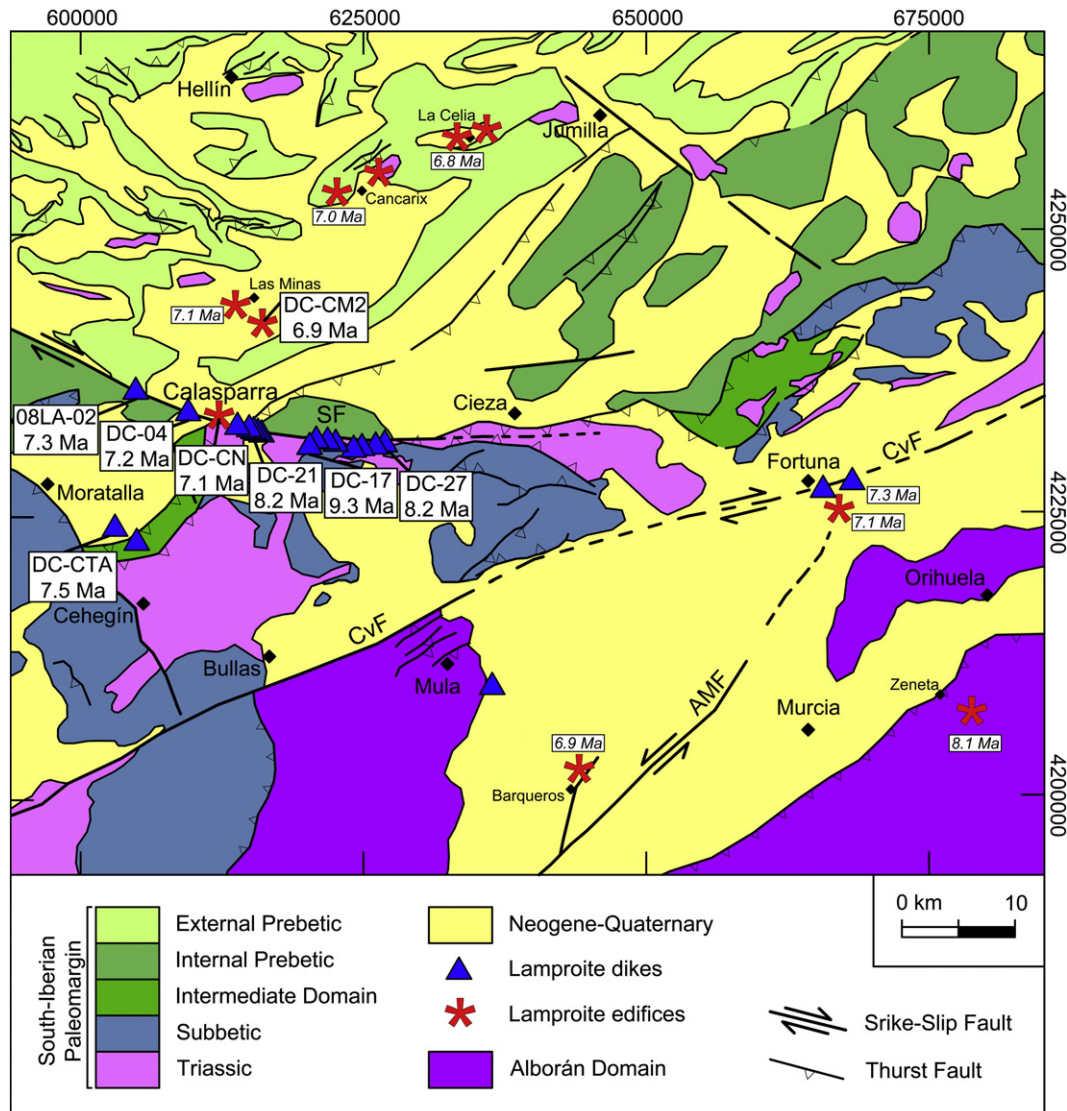 600000
625000
650000
675000
Hellín
La Celia
Jumilla
6.8 Ma
Cancarix
7.0 Ma
4250000
Las Minas
7.1 Ma
DC-CM2
6.9 Ma
Calasparra
SF
Cieza
08LA-02
7.3 Ma
DC-04
7.2 Ma
DC-CN
7.1 Ma
DC-21
8.2 Ma
DC-17
9.3 Ma
DC-27
8.2 Ma
Moratalla
Fortuna
CvF
7.3 Ma
7.1 Ma
4225000
DC-CTA
7.5 Ma
Cehegín
Orihuela
CvF
Bullas
Mula
AMF
Zeneta
Murcia
8.1 Ma
6.9 Ma
Barqueros
4200000
South-Iberian
Paleomargin
External Prebetic
Internal Prebetic
Intermediate Domain
Subbetic
Triassic
Neogene-Quaternary
Lamproite dikes
Lamproite edifices
Alborán Domain
0 km 10
Srike-Slip Fault
Thurst Fault